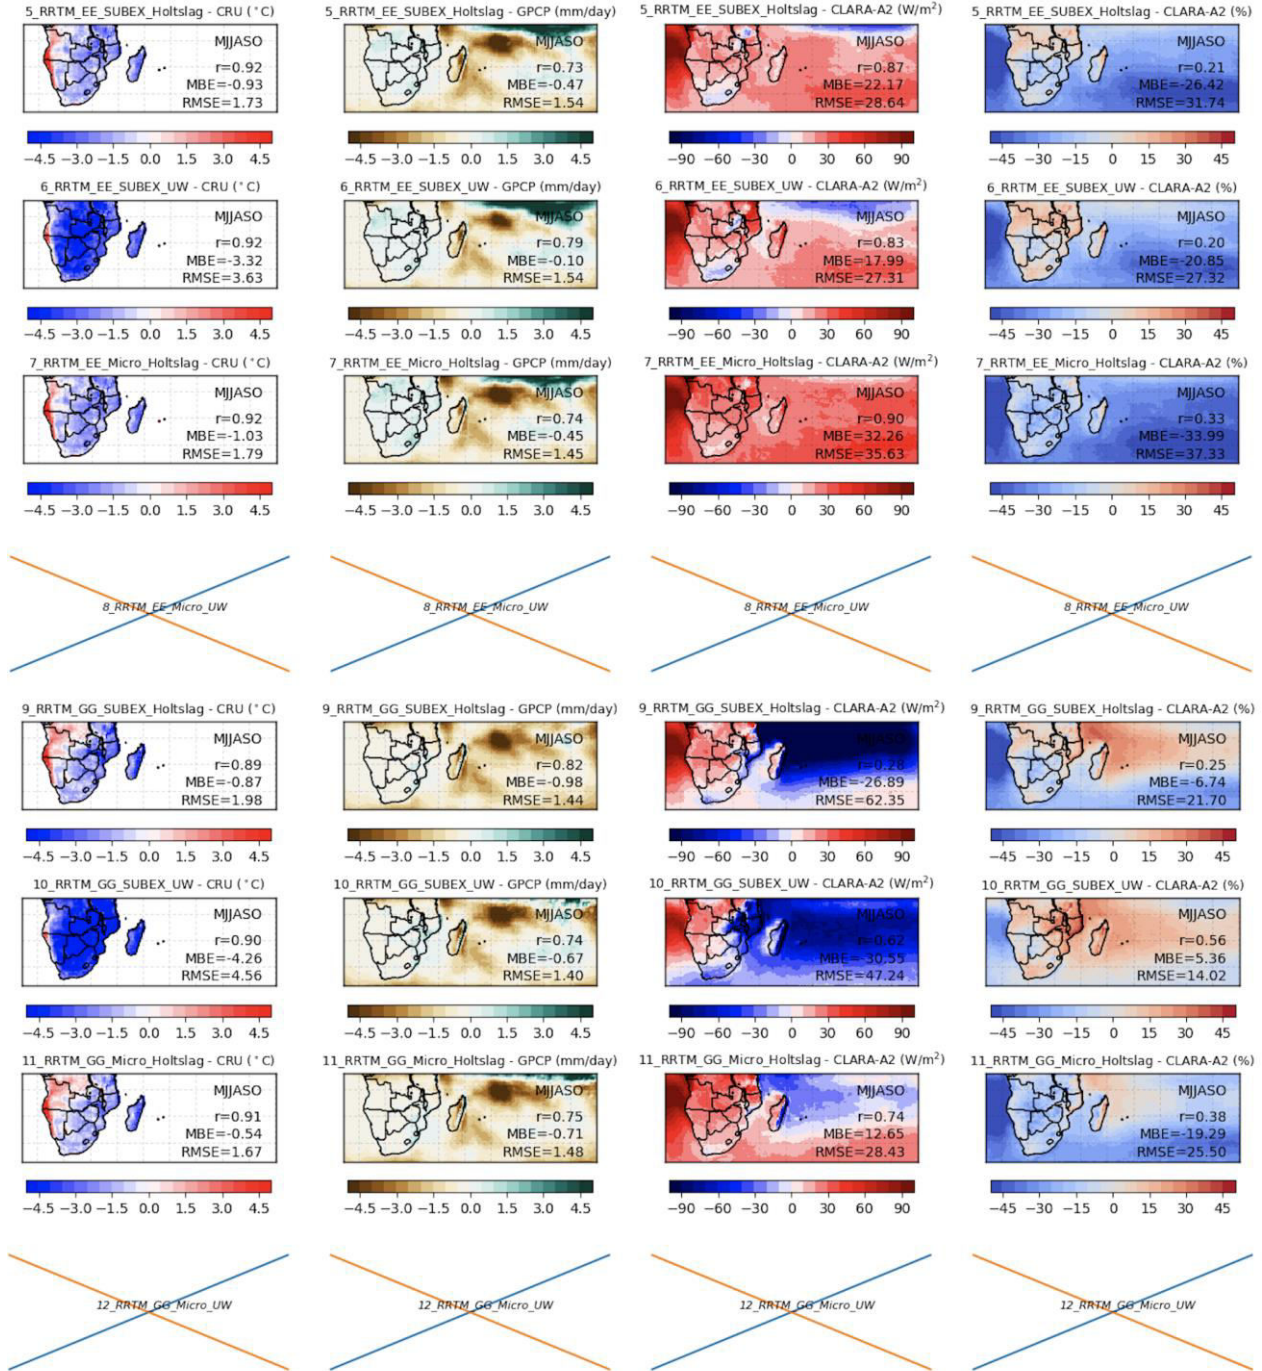 5_RRTM_EE_SUBEX_Holtslag - CRU (°C)
MJJASO
r=0.92
MBE=-0.93
RMSE=1.73
−4.5 −3.0 −1.5 0.0 1.5 3.0 4.5
5_RRTM_EE_SUBEX_Holtslag - GPCP (mm/day)
MJJASO
r=0.73
MBE=-0.47
RMSE=1.54
−4.5 −3.0 −1.5 0.0 1.5 3.0 4.5
5_RRTM_EE_SUBEX_Holtslag - CLARA-A2 (W/m²)
MJJASO
r=0.87
MBE=22.17
RMSE=28.64
−90 −60 −30 0 30 60 90
5_RRTM_EE_SUBEX_Holtslag - CLARA-A2 (%)
MJJASO
r=0.21
MBE=-26.42
RMSE=31.74
−45 −30 −15 0 15 30 45
6_RRTM_EE_SUBEX_UW - CRU (°C)
MJJASO
r=0.92
MBE=-3.32
RMSE=3.63
−4.5 −3.0 −1.5 0.0 1.5 3.0 4.5
6_RRTM_EE_SUBEX_UW - GPCP (mm/day)
MJJASO
r=0.79
MBE=-0.10
RMSE=1.54
−4.5 −3.0 −1.5 0.0 1.5 3.0 4.5
6_RRTM_EE_SUBEX_UW - CLARA-A2 (W/m²)
MJJASO
r=0.83
MBE=17.99
RMSE=27.31
−90 −60 −30 0 30 60 90
6_RRTM_EE_SUBEX_UW - CLARA-A2 (%)
MJJASO
r=0.20
MBE=-20.85
RMSE=27.32
−45 −30 −15 0 15 30 45
7_RRTM_EE_Micro_Holtslag - CRU (°C)
MJJASO
r=0.92
MBE=-1.03
RMSE=1.79
−4.5 −3.0 −1.5 0.0 1.5 3.0 4.5
7_RRTM_EE_Micro_Holtslag - GPCP (mm/day)
MJJASO
r=0.74
MBE=-0.45
RMSE=1.45
−4.5 −3.0 −1.5 0.0 1.5 3.0 4.5
7_RRTM_EE_Micro_Holtslag - CLARA-A2 (W/m²)
MJJASO
r=0.90
MBE=32.26
RMSE=35.63
−90 −60 −30 0 30 60 90
7_RRTM_EE_Micro_Holtslag - CLARA-A2 (%)
MJJASO
r=0.33
MBE=-33.99
RMSE=37.33
−45 −30 −15 0 15 30 45
8_RRTM_EE_Micro_UW
8_RRTM_EE_Micro_UW
8_RRTM_EE_Micro_UW
8_RRTM_EE_Micro_UW
9_RRTM_GG_SUBEX_Holtslag - CRU (°C)
MJJASO
r=0.89
MBE=-0.87
RMSE=1.98
−4.5 −3.0 −1.5 0.0 1.5 3.0 4.5
9_RRTM_GG_SUBEX_Holtslag - GPCP (mm/day)
MJJASO
r=0.82
MBE=-0.98
RMSE=1.44
−4.5 −3.0 −1.5 0.0 1.5 3.0 4.5
9_RRTM_GG_SUBEX_Holtslag - CLARA-A2 (W/m²)
MJJASO
r=0.28
MBE=-26.89
RMSE=62.35
−90 −60 −30 0 30 60 90
9_RRTM_GG_SUBEX_Holtslag - CLARA-A2 (%)
MJJASO
r=0.25
MBE=-6.74
RMSE=21.70
−45 −30 −15 0 15 30 45
10_RRTM_GG_SUBEX_UW - CRU (°C)
MJJASO
r=0.90
MBE=-4.26
RMSE=4.56
−4.5 −3.0 −1.5 0.0 1.5 3.0 4.5
10_RRTM_GG_SUBEX_UW - GPCP (mm/day)
MJJASO
r=0.74
MBE=-0.67
RMSE=1.40
−4.5 −3.0 −1.5 0.0 1.5 3.0 4.5
10_RRTM_GG_SUBEX_UW - CLARA-A2 (W/m²)
MJJASO
r=0.62
MBE=-30.55
RMSE=47.24
−90 −60 −30 0 30 60 90
10_RRTM_GG_SUBEX_UW - CLARA-A2 (%)
MJJASO
r=0.56
MBE=5.36
RMSE=14.02
−45 −30 −15 0 15 30 45
11_RRTM_GG_Micro_Holtslag - CRU (°C)
MJJASO
r=0.91
MBE=-0.54
RMSE=1.67
−4.5 −3.0 −1.5 0.0 1.5 3.0 4.5
11_RRTM_GG_Micro_Holtslag - GPCP (mm/day)
MJJASO
r=0.75
MBE=-0.71
RMSE=1.48
−4.5 −3.0 −1.5 0.0 1.5 3.0 4.5
11_RRTM_GG_Micro_Holtslag - CLARA-A2 (W/m²)
MJJASO
r=0.74
MBE=12.65
RMSE=28.43
−90 −60 −30 0 30 60 90
11_RRTM_GG_Micro_Holtslag - CLARA-A2 (%)
MJJASO
r=0.38
MBE=-19.29
RMSE=25.50
−45 −30 −15 0 15 30 45
12_RRTM_GG_Micro_UW
12_RRTM_GG_Micro_UW
12_RRTM_GG_Micro_UW
12_RRTM_GG_Micro_UW